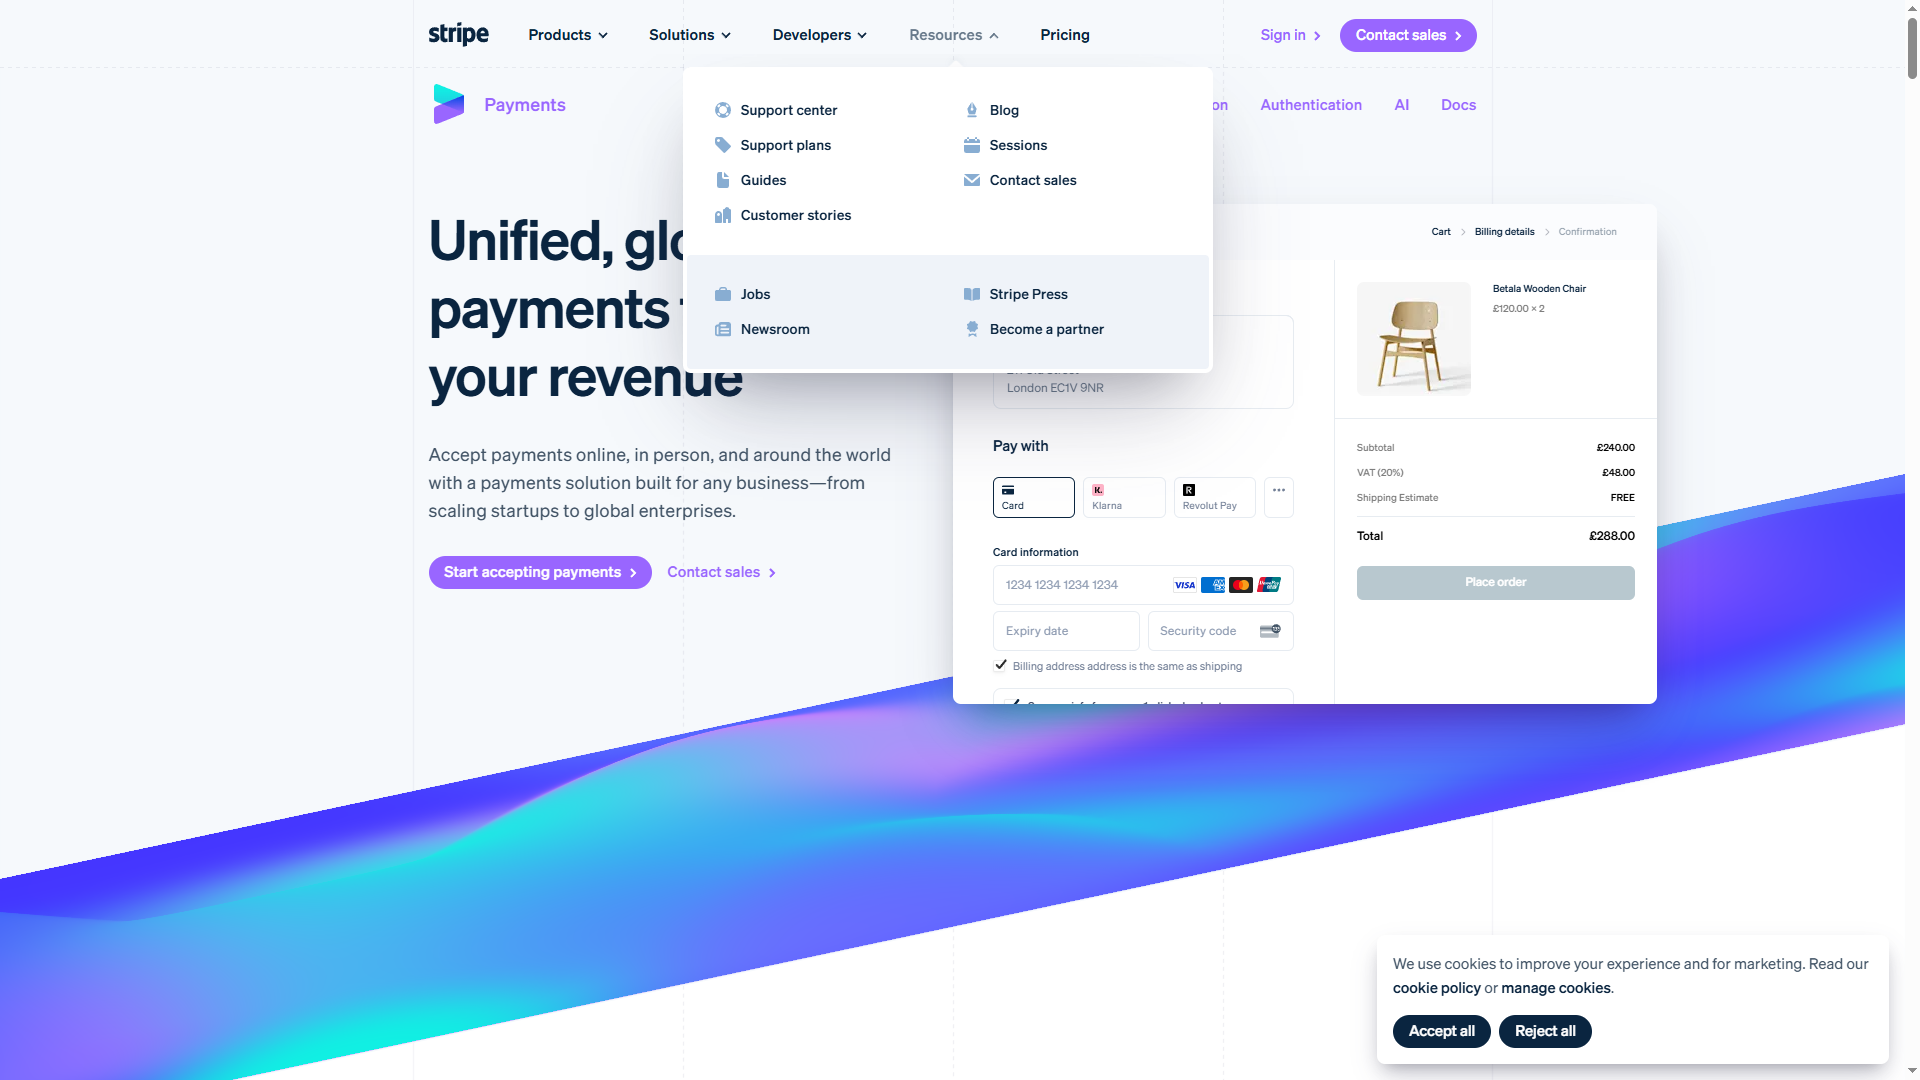 stripe
Products
Solutions
Developers
Resources
Pricing
Sign in
Contact sales
Payments
Authentication
AI
Docs
Support center
Support plans
Guides
Customer stories
Blog
Sessions
Contact sales
Jobs
Newsroom
Stripe Press
Become a partner
Unified,
payments
your revenue
Accept payments online, in person, and around the world
with a payments solution built for any business—from
scaling startups to global enterprises.
Start accepting payments
Contact sales
Cart
Billing details
Confirmation
London EC1V 9NR
Pay with
Card
K.
Klarna
R
Revolut Pay
Card information
1234 1234 1234 1234
VISA
Expiry date
Security code
Billing address address is the same as shipping
Betala Wooden Chair
£120.00 × 2
Subtotal
£240.00
VAT (20%)
£48.00
Shipping Estimate
FREE
Total
£288.00
Place order
We use cookies to improve your experience and for marketing. Read our
cookie policy or manage cookies.
Accept all
Reject all